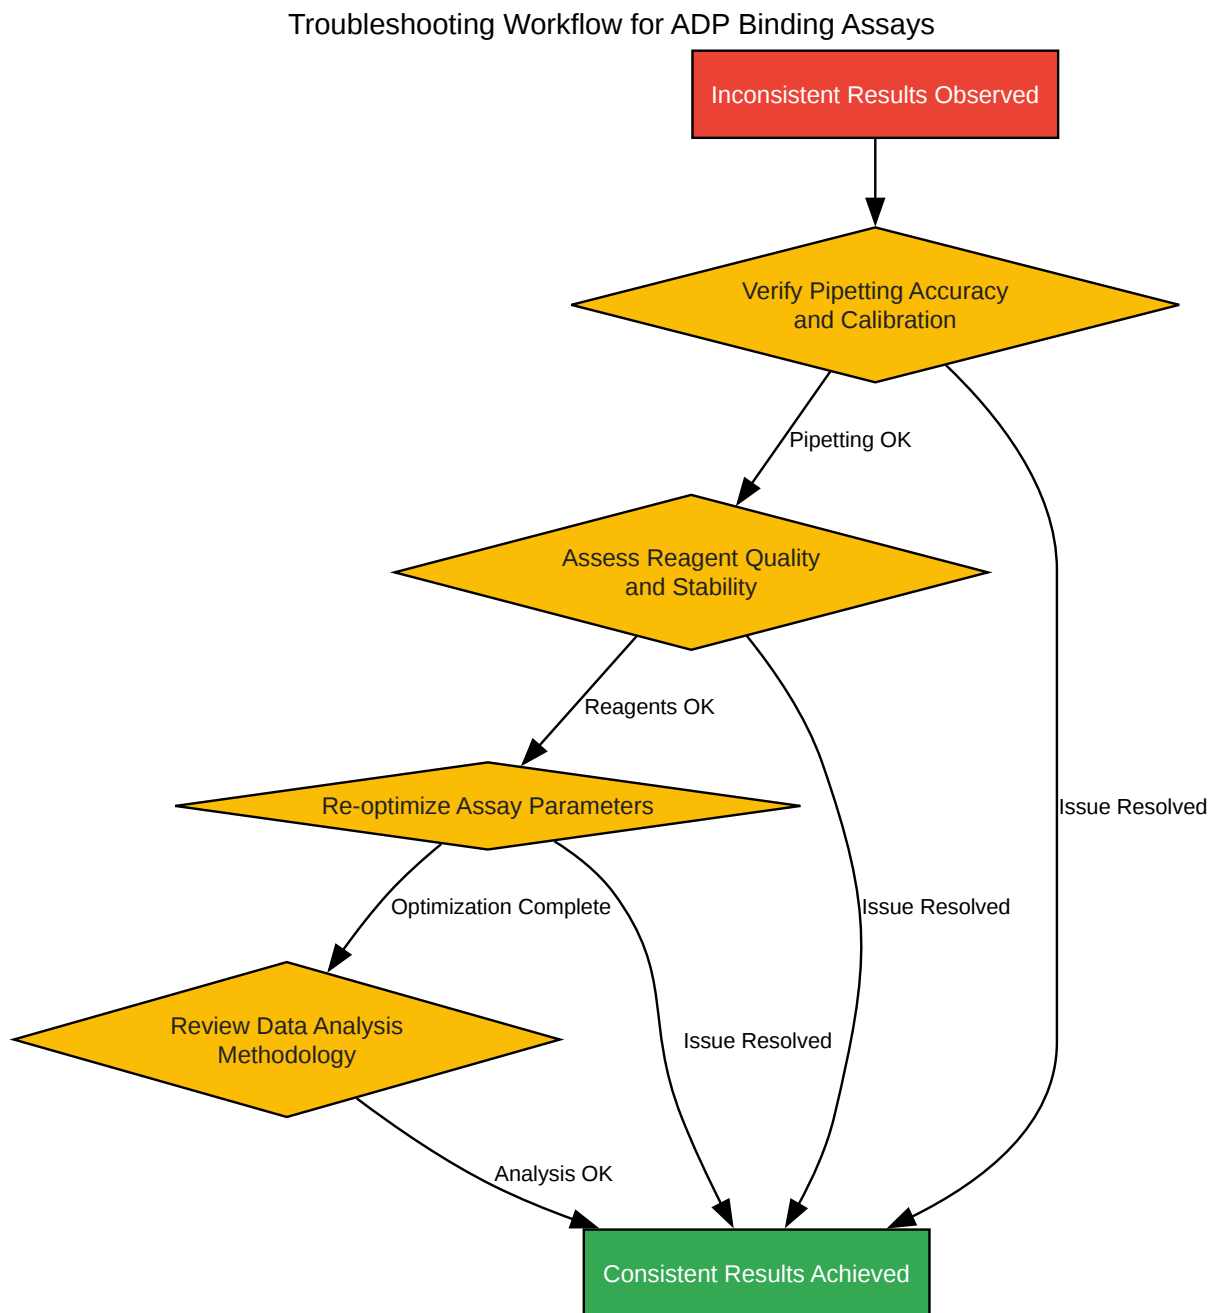 Troubleshooting Workflow for ADP Binding Assays
Inconsistent Results Observed
Verify Pipetting Accuracy
and Calibration
Pipetting OK
Assess Reagent Quality
and Stability
Reagents OK
Issue Resolved
Re-optimize Assay Parameters
Optimization Complete
Issue Resolved
Review Data Analysis
Methodology
Issue Resolved
Analysis OK
Consistent Results Achieved